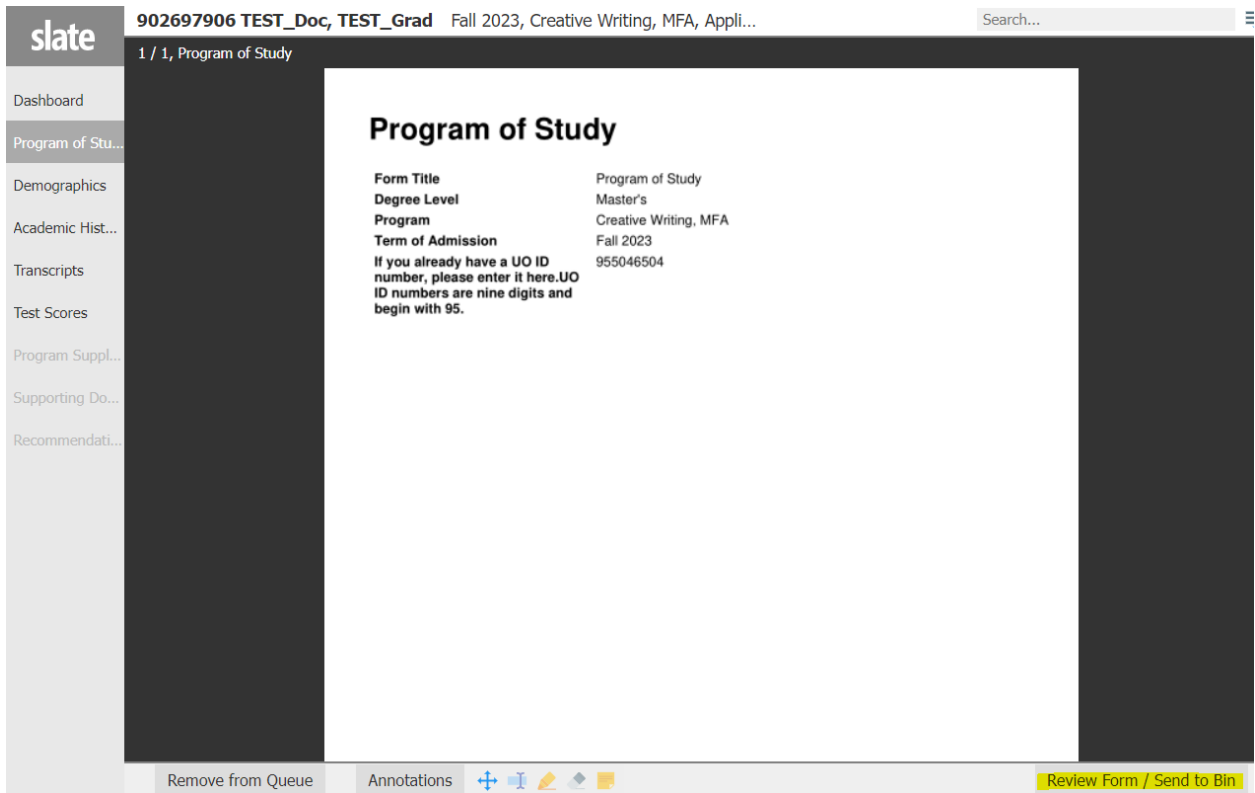 slate
902697906 TEST_Doc, TEST_Grad Fall 2023, Creative Writing, MFA, Appli...
Search...
1 / 1, Program of Study
Dashboard
Program of Stu...
Demographics
Academic Hist...
Transcripts
Test Scores
Program Suppl...
Supporting Do...
Recommendati...
Program of Study
Form Title Program of Study
Degree Level Master's
Program Creative Writing, MFA
Term of Admission Fall 2023
If you already have a UO ID 955046504
number, please enter it here.UO
ID numbers are nine digits and
begin with 95.
Remove from Queue
Annotations
Review Form / Send to Bin